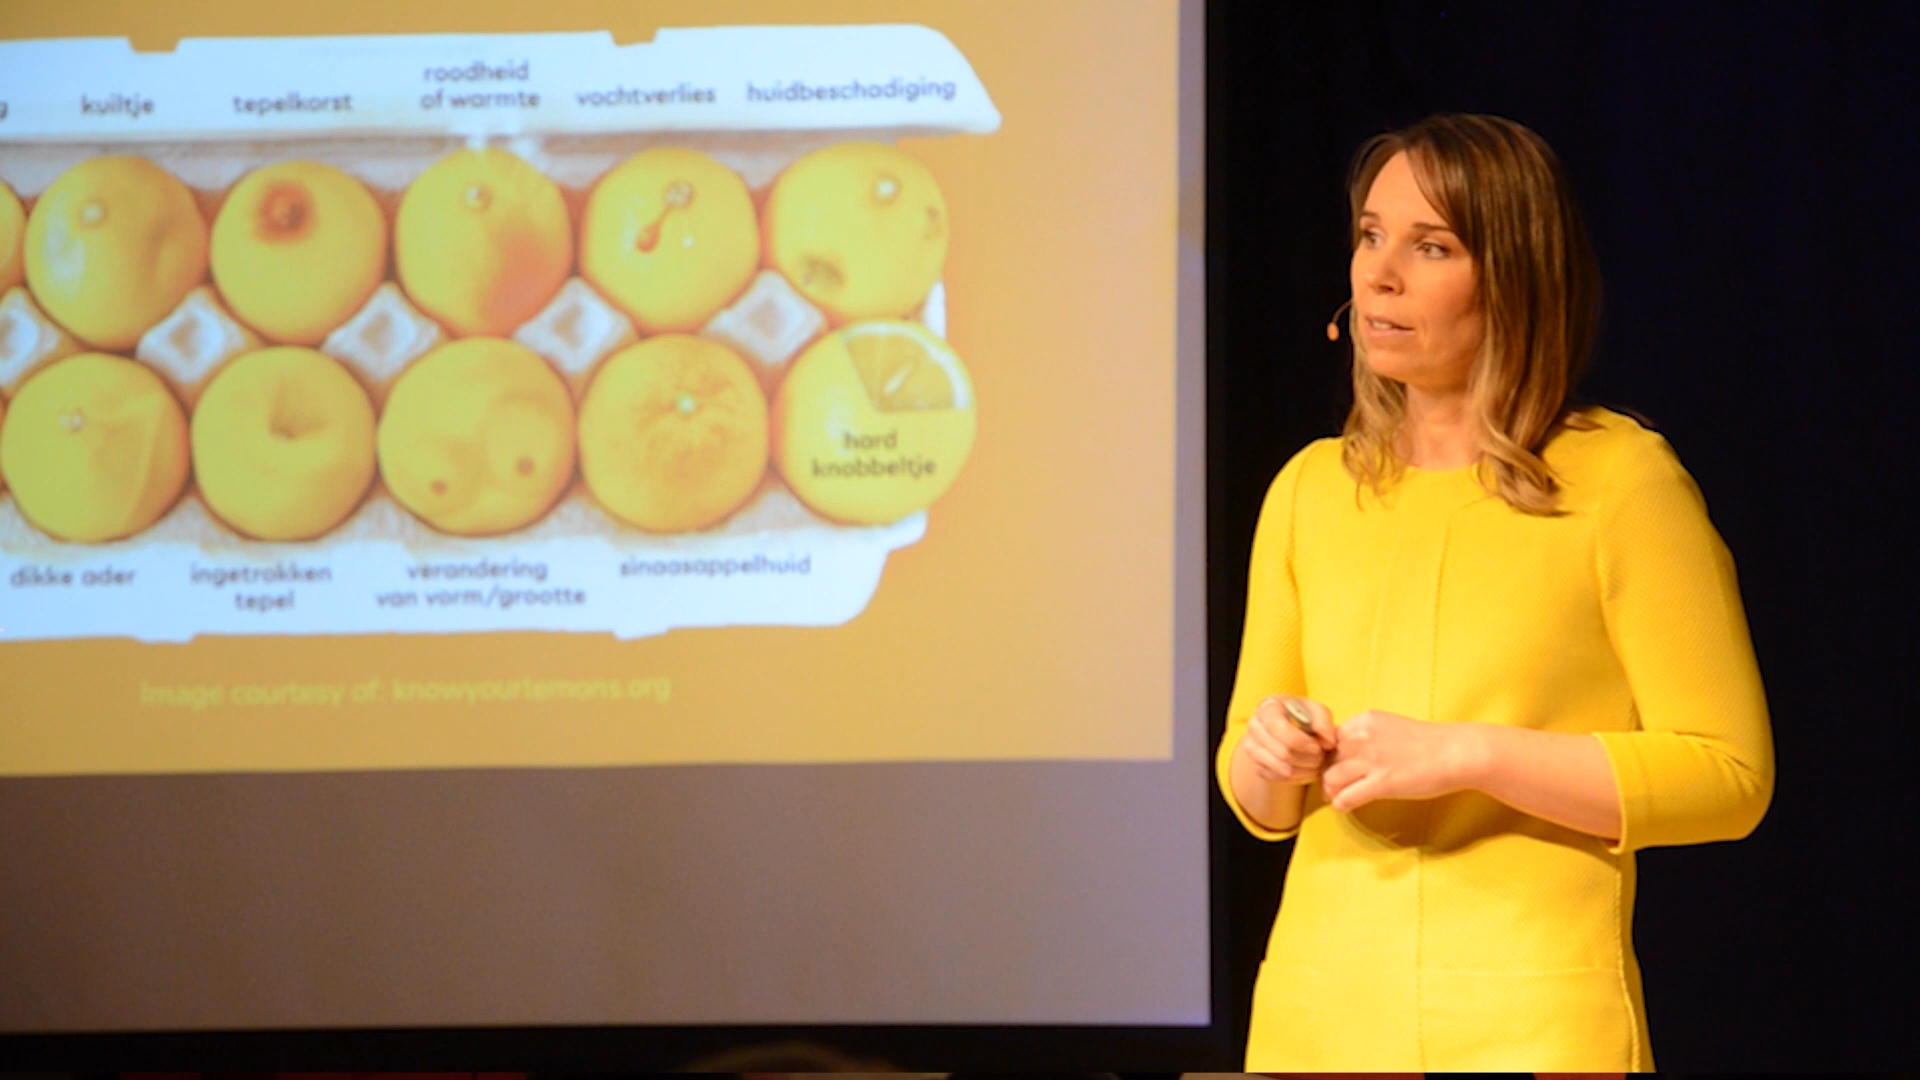 kuiltje
tepelkorst
roodheid
of warmte
vochtverlies
huidbeschadiging
hard
knobbeltje
dikke ader
ingetrokken
tepel
verandering
van vorm/grootte
sinaasappelhuid
image courtesy of: knowyourlemons.org